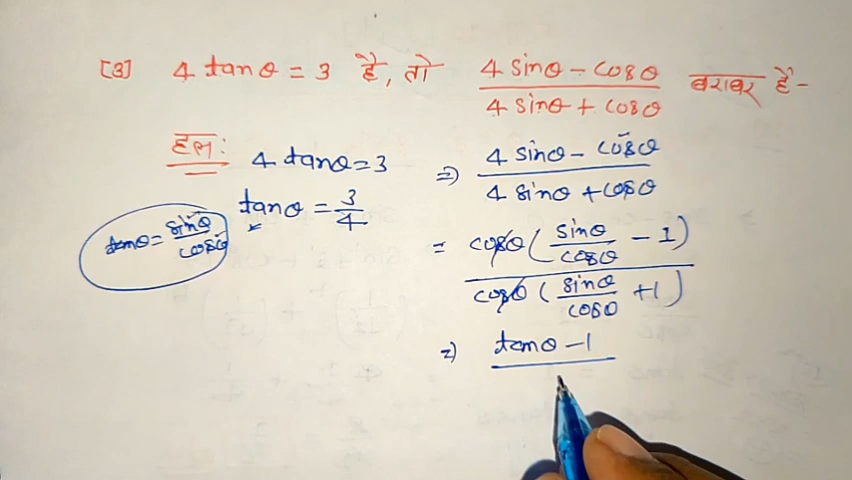 [3] 4 tanθ = 3 है, तो (4 sinθ - cosθ)/(4 sinθ + cosθ) बराबर है-
हल:
4 tanθ = 3
tanθ = 3/4
tanθ = sinθ/cosθ
⇒ (4 sinθ - cosθ)/(4 sinθ + cosθ)
= cosθ(sinθ/cosθ - 1)/cosθ(sinθ/cosθ + 1)
⇒ tanθ - 1